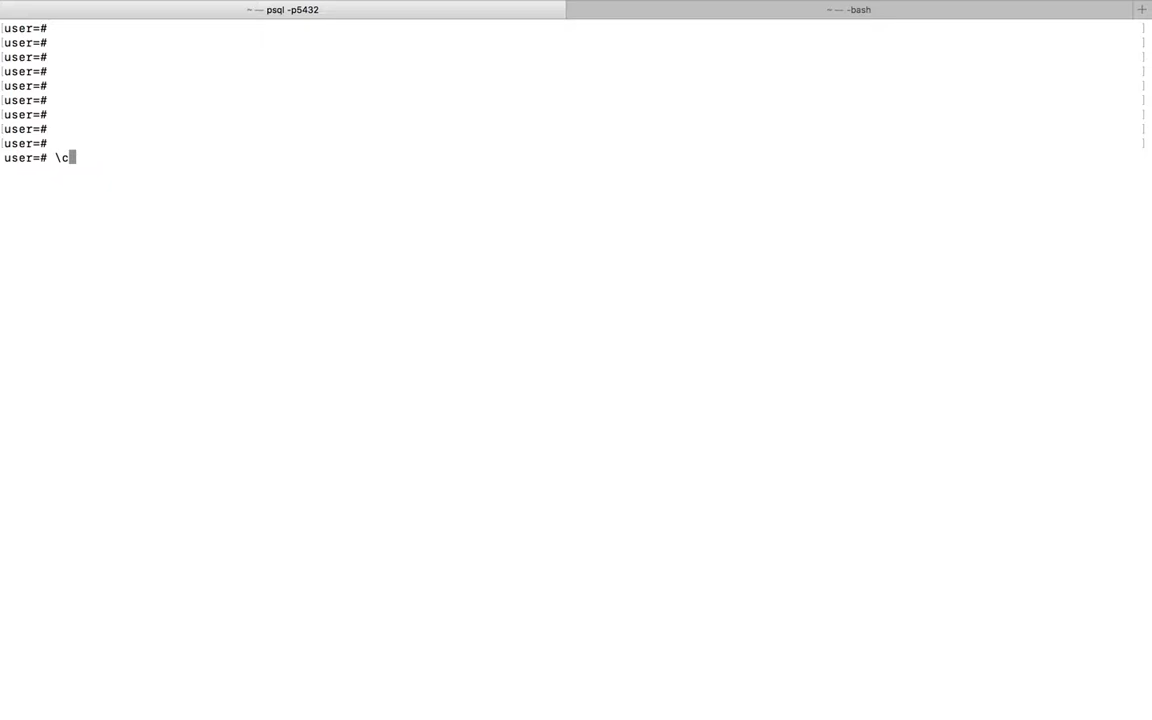 ~ — psql -p5432
~ — -bash
+
[user=# ]
[user=# ]
[user=# ]
[user=# ]
[user=# ]
[user=# ]
[user=# ]
[user=# ]
[user=# ]
user=# \c